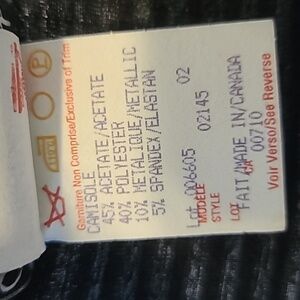 Garniture Non Comprise/Exclusive of Trim
CAMISOLE
45% ACETATE/ACETATE
40% POLYESTER
10% METALLIQUE/METALLIC
5% SPANDEX/ELASTAN
Lot 006605 02
MODELE
STYLE 02145
LOT
FAIT/MADE IN/CANADA
CA 00710
Voir Verso/See Reverse